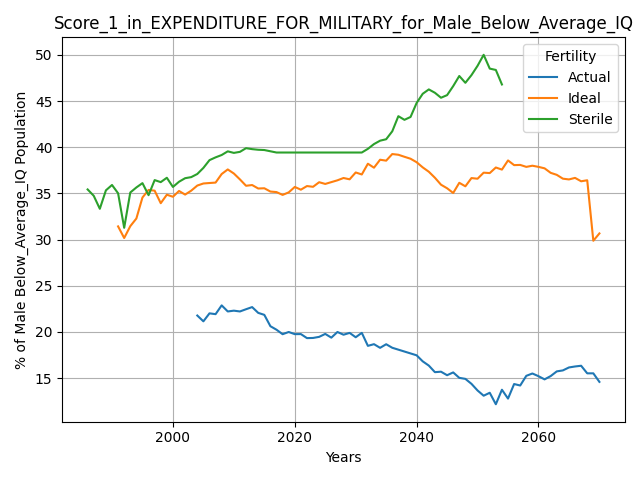 Score_1_in_EXPENDITURE_FOR_MILITARY_for_Male_Below_Average_IQ
Fertility
Actual
Ideal
Sterile
% of Male Below_Average_IQ Population
50
45
40
35
30
25
20
15
2000
2020
2040
2060
Years